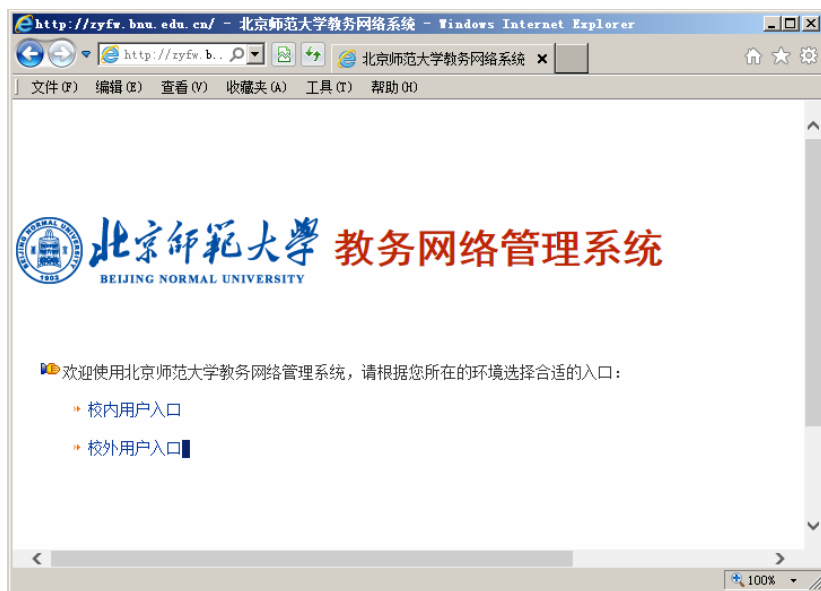 http://zyfw.bnu.edu.cn/ - 北京师范大学教务网络系统 - Windows Internet Explorer
http://zyfw.b.. 北京师范大学教务网络系统
文件(F) 编辑(E) 查看(V) 收藏夹(A) 工具(T) 帮助(H)
北京师范大学 教务网络管理系统
BEIJING NORMAL UNIVERSITY
BEIJING NORMAL UNIVERSITY
1902
欢迎使用北京师范大学教务网络管理系统，请根据您所在的环境选择合适的入口：
校内用户入口
校外用户入口
100%